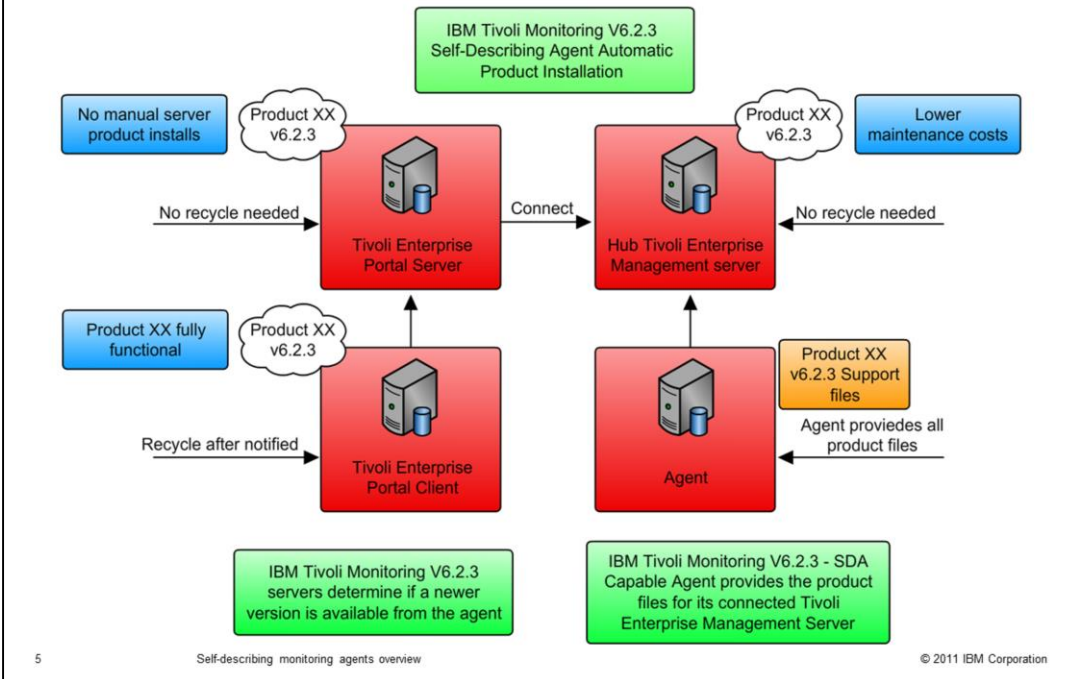 IBM Tivoli Monitoring V6.2.3
Self-Describing Agent Automatic
Product Installation
No manual server
product installs
Product XX
v6.2.3
Product XX
v6.2.3
Lower
maintenance costs
No recycle needed
Tivoli Enterprise
Portal Server
Connect
Hub Tivoli Enterprise
Management server
No recycle needed
Product XX fully
functional
Product XX
v6.2.3
Recycle after notified
Tivoli Enterprise
Portal Client
Agent
Product XX
v6.2.3 Support
files
Agent proviedes all
product files
IBM Tivoli Monitoring V6.2.3
servers determine if a newer
version is available from the agent
IBM Tivoli Monitoring V6.2.3 - SDA
Capable Agent provides the product
files for its connected Tivoli
Enterprise Management Server
5
Self-describing monitoring agents overview
© 2011 IBM Corporation